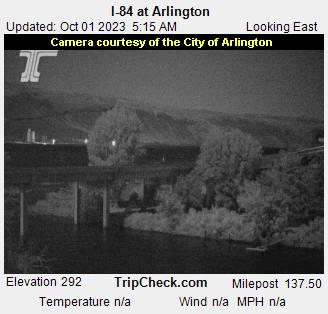 I-84 at Arlington
Updated: Oct 01 2023 5:15 AM Looking East
Camera courtesy of the City of Arlington
Elevation 292 TripCheck.com Milepost 137.50
Temperature n/a Wind n/a MPH n/a